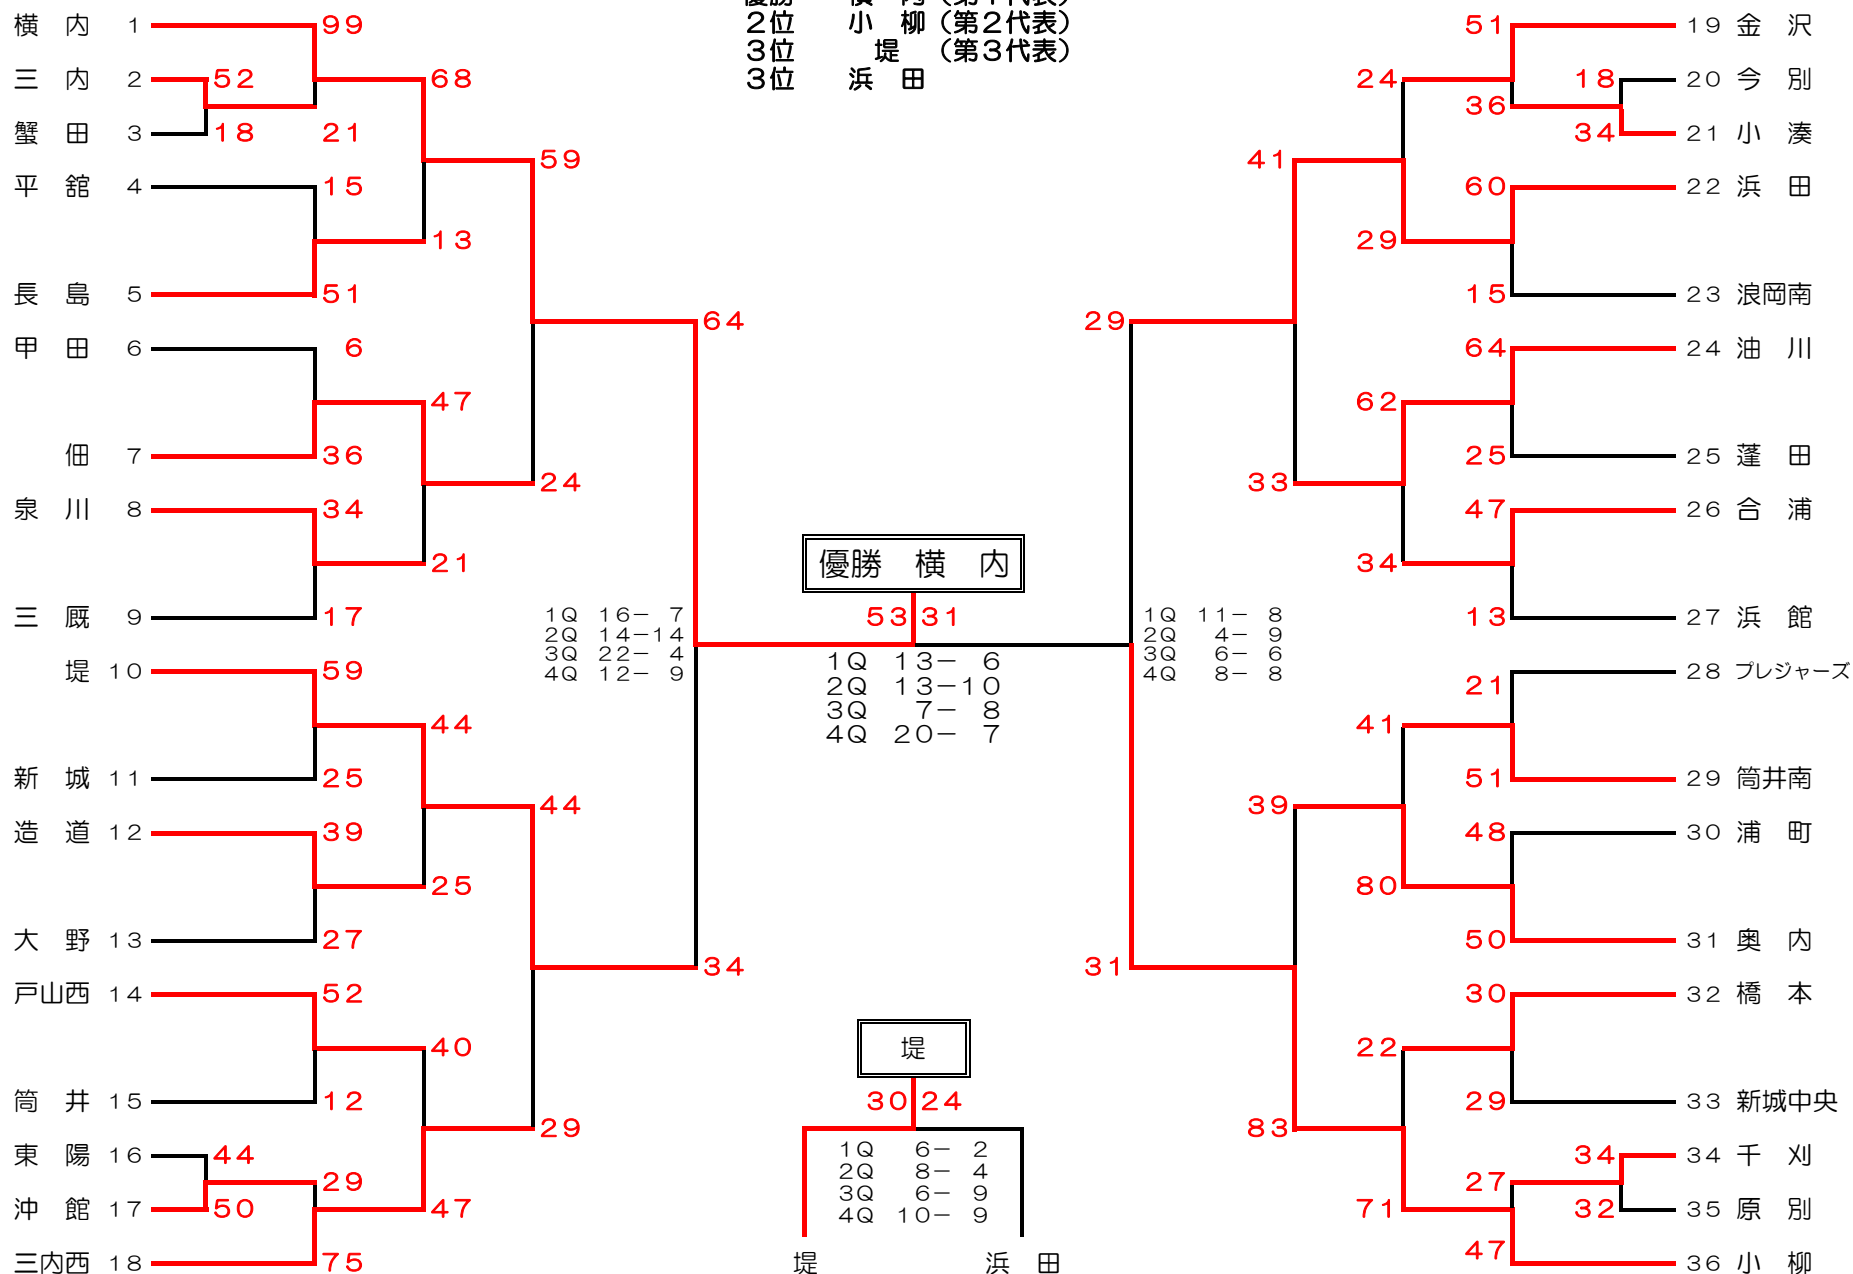 優勝　横　内（第１代表）
２位　小　柳（第２代表）
３位　堤　（第３代表）
３位　浜　田
横　内 1 99
三　内 2 52
蟹　田 3 18
21
68
平　舘 4 15
長　島 5 51
13
59
甲　田 6 6
佃 7 36
47
泉　川 8 34
三　厩 9 17
21
24
64
堤 10 59
新　城 11 25
44
造　道 12 39
大　野 13 27
25
44
戸山西 14 52
筒　井 15 12
40
東　陽 16 44
沖　館 17 50
29
三内西 18 75
47
29
34
1Q 16－ 7
2Q 14－14
3Q 22－ 4
4Q 12－ 9
優勝　横　内
53 31
1Q 13－ 6
2Q 13－10
3Q 7－ 8
4Q 20－ 7
1Q 11－ 8
2Q 4－ 9
3Q 6－ 6
4Q 8－ 8
堤
30 24
1Q 6－ 2
2Q 8－ 4
3Q 6－ 9
4Q 10－ 9
堤　浜　田
51 19 金　沢
18 20 今　別
34 21 小　湊
36
24
60 22 浜　田
15 23 浪岡南
29
41
64 24 油　川
25 25 蓬　田
62
47 26 合　浦
13 27 浜　館
34
33
29
21 28 プレジャーズ
51 29 筒井南
41
48 30 浦　町
50 31 奥　内
80
39
30 32 橋　本
29 33 新城中央
22
34 34 千　刈
32 35 原　別
27
47 36 小　柳
71
83
31